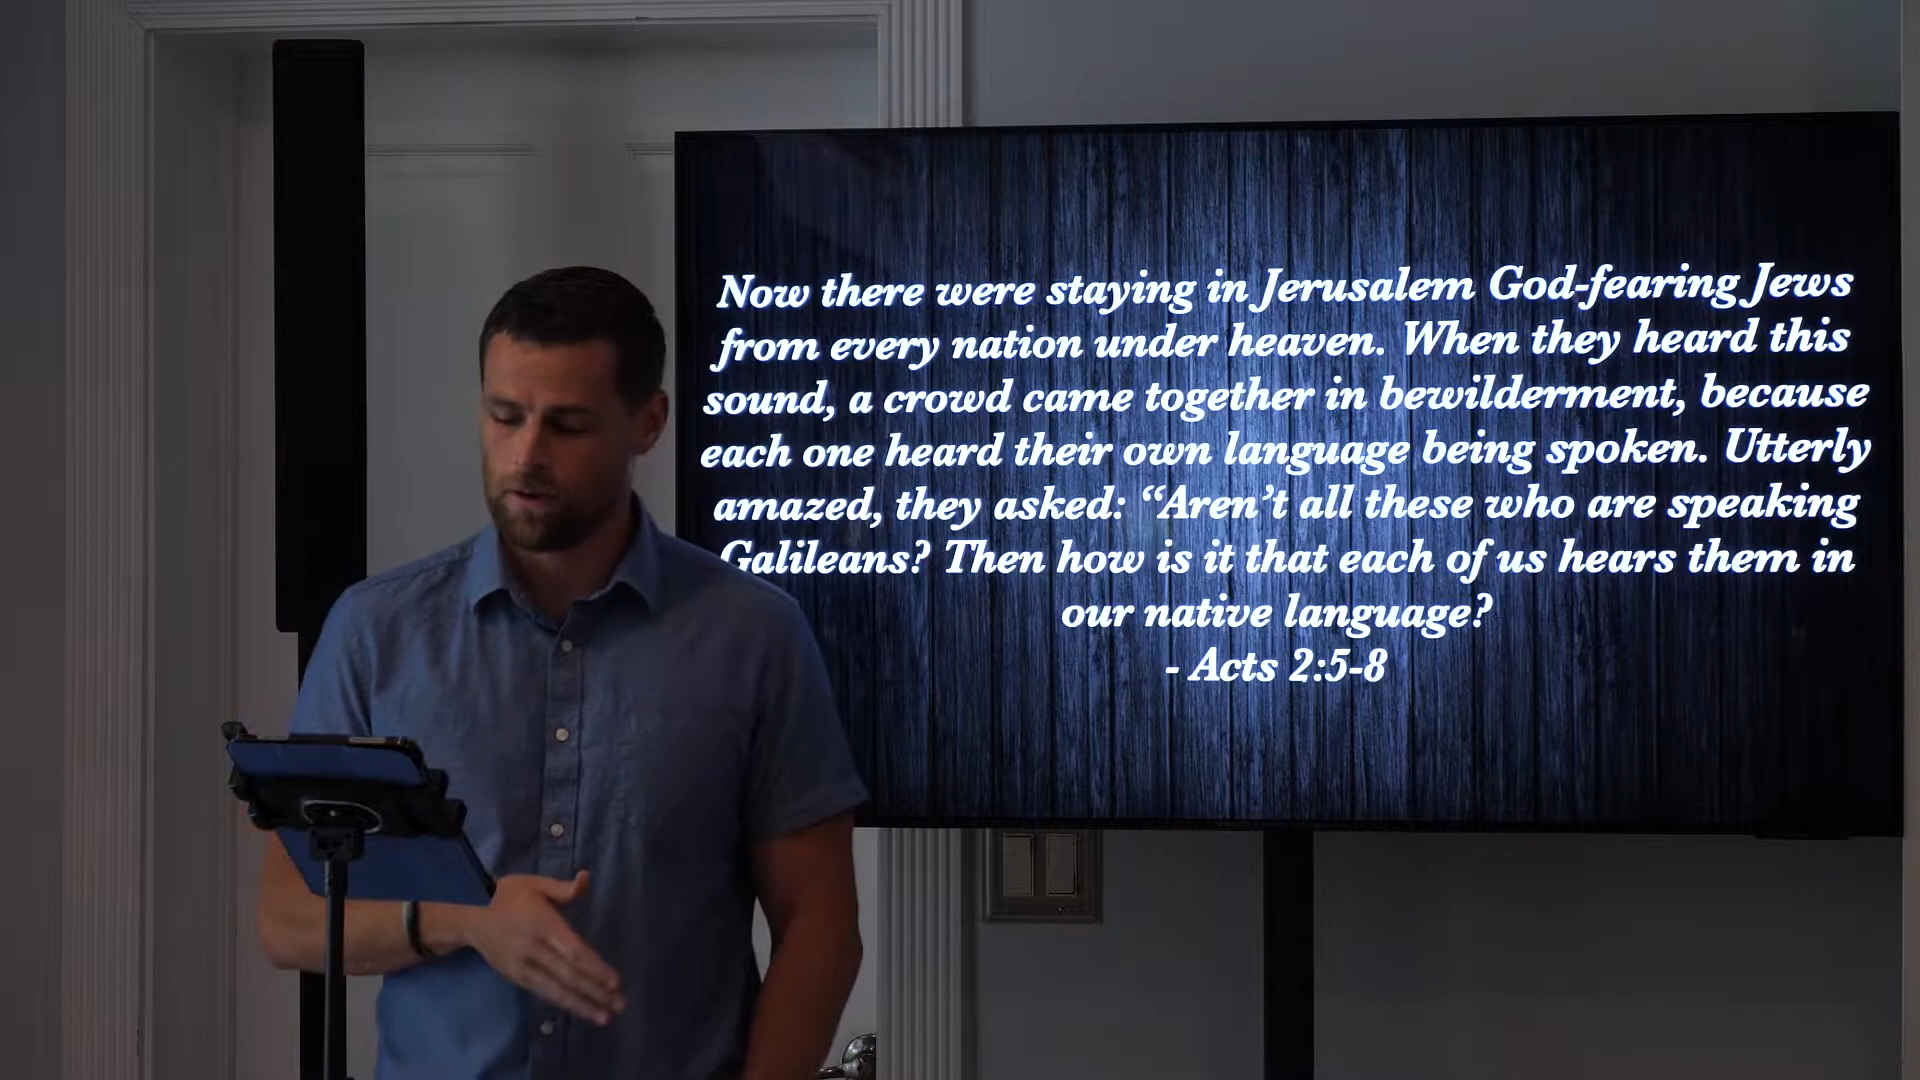 Now there were staying in Jerusalem God-fearing Jews
from every nation under heaven. When they heard this
sound, a crowd came together in bewilderment, because
each one heard their own language being spoken. Utterly
amazed, they asked: “Aren’t all these who are speaking
Galileans? Then how is it that each of us hears them in
our native language?
- Acts 2:5-8